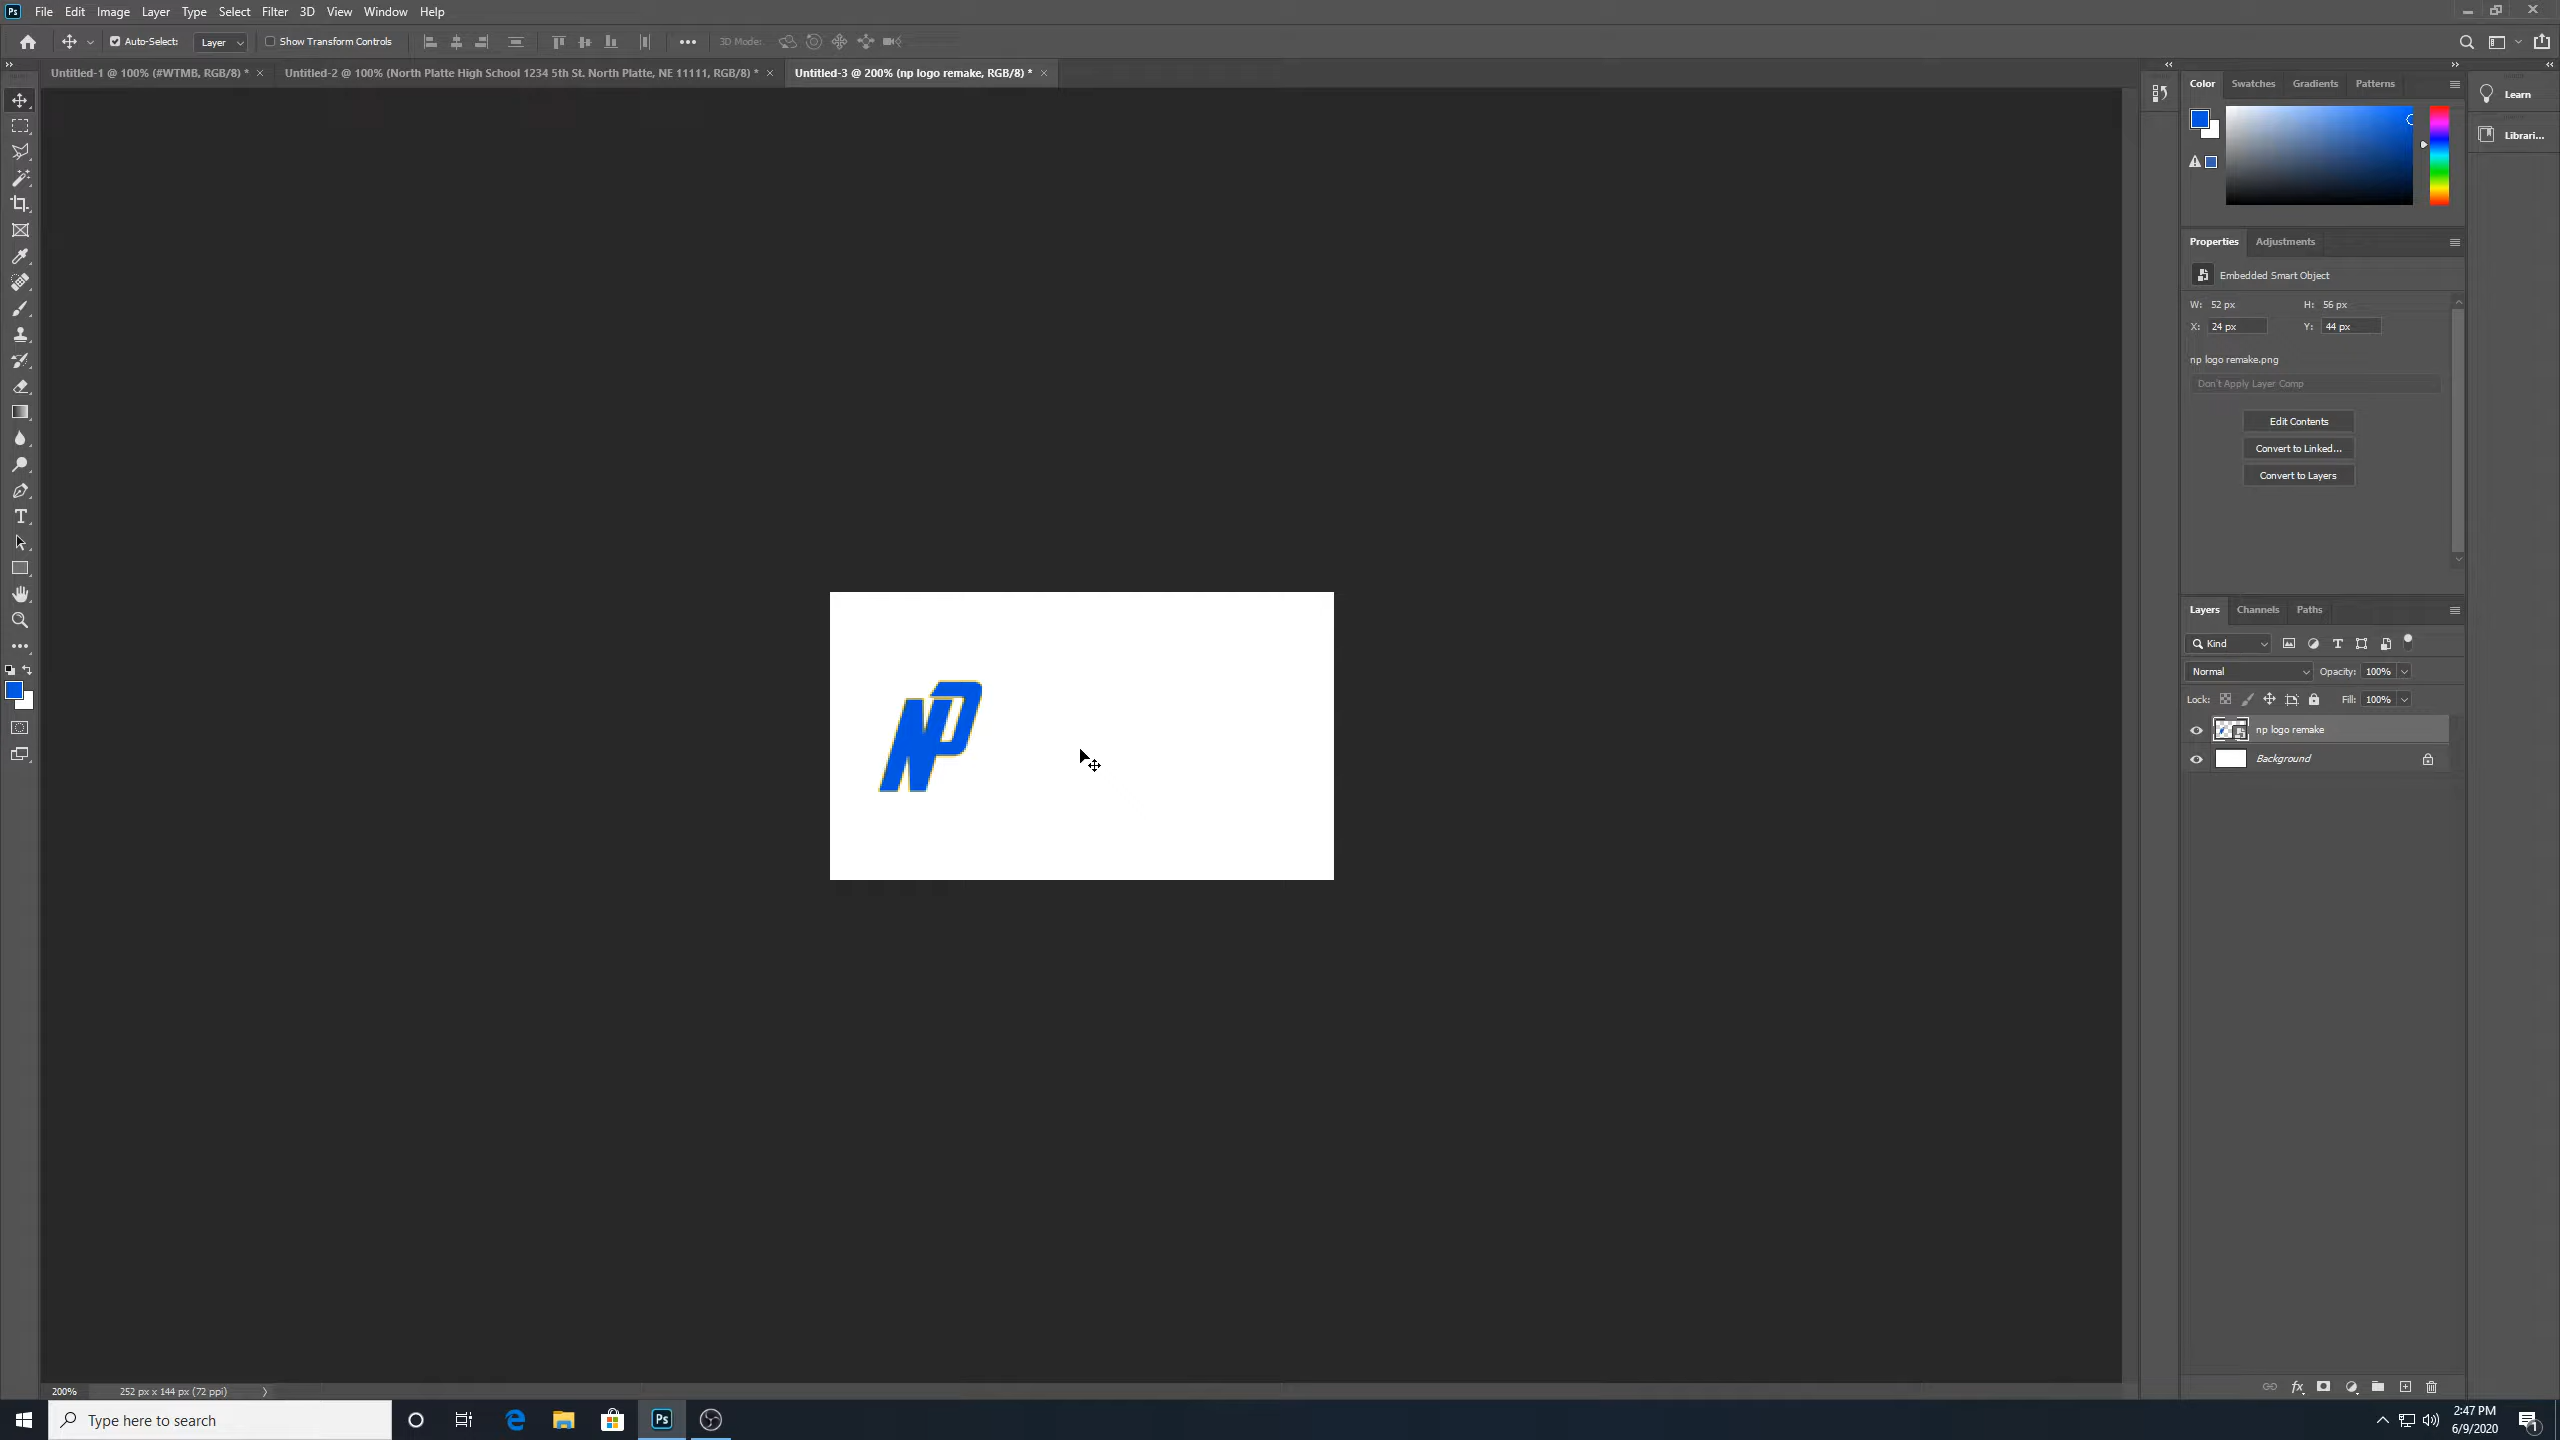 Ps File Edit Image Layer Type Select Filter 3D View Window Help
Auto-Select: Layer Show Transform Controls 3D Mode:
Untitled-1 @ 100% (#WTMB, RGB/8) * × Untitled-2 @ 100% (North Platte High School 1234 5th St. North Platte, NE 11111, RGB/8) * × Untitled-3 @ 200% (np logo remake, RGB/8) * ×
Color Swatches Gradients Patterns
Learn
Librari...
Properties Adjustments
Embedded Smart Object
W: 52 px H: 56 px
X: 24 px Y: 44 px
np logo remake.png
Don't Apply Layer Comp
Edit Contents
Convert to Linked...
Convert to Layers
NP
Layers Channels Paths
Kind
Normal Opacity: 100%
Lock: Fill: 100%
np logo remake
Background
200% 252 px x 144 px (72 ppi)
Type here to search
Ps
2:47 PM
6/9/2020
1